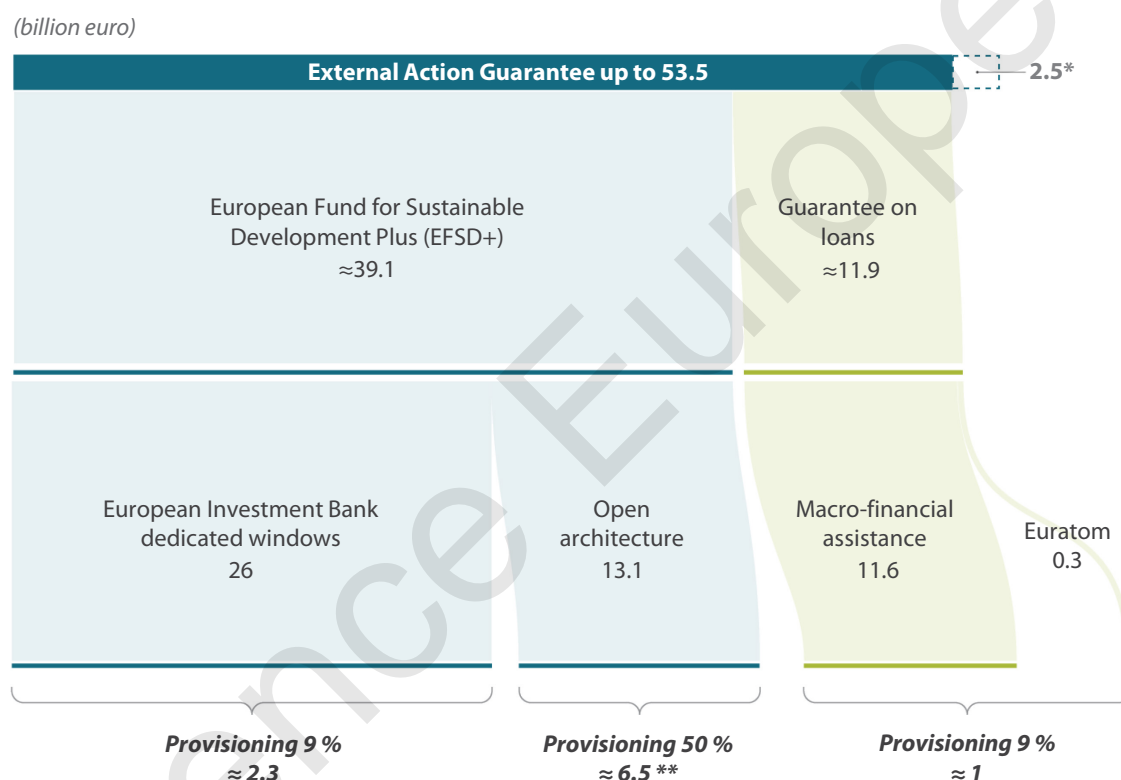 (billion euro)
External Action Guarantee up to 53.5
2.5*
European Fund for Sustainable
Development Plus (EFSD+)
≈39.1
Guarantee on
loans
≈11.9
European Investment Bank
dedicated windows
26
Open
architecture
13.1
Macro-financial
assistance
11.6
Euratom
0.3
Provisioning 9 %
≈ 2.3
Provisioning 50 %
≈ 6.5 **
Provisioning 9 %
≈ 1
ence Europe